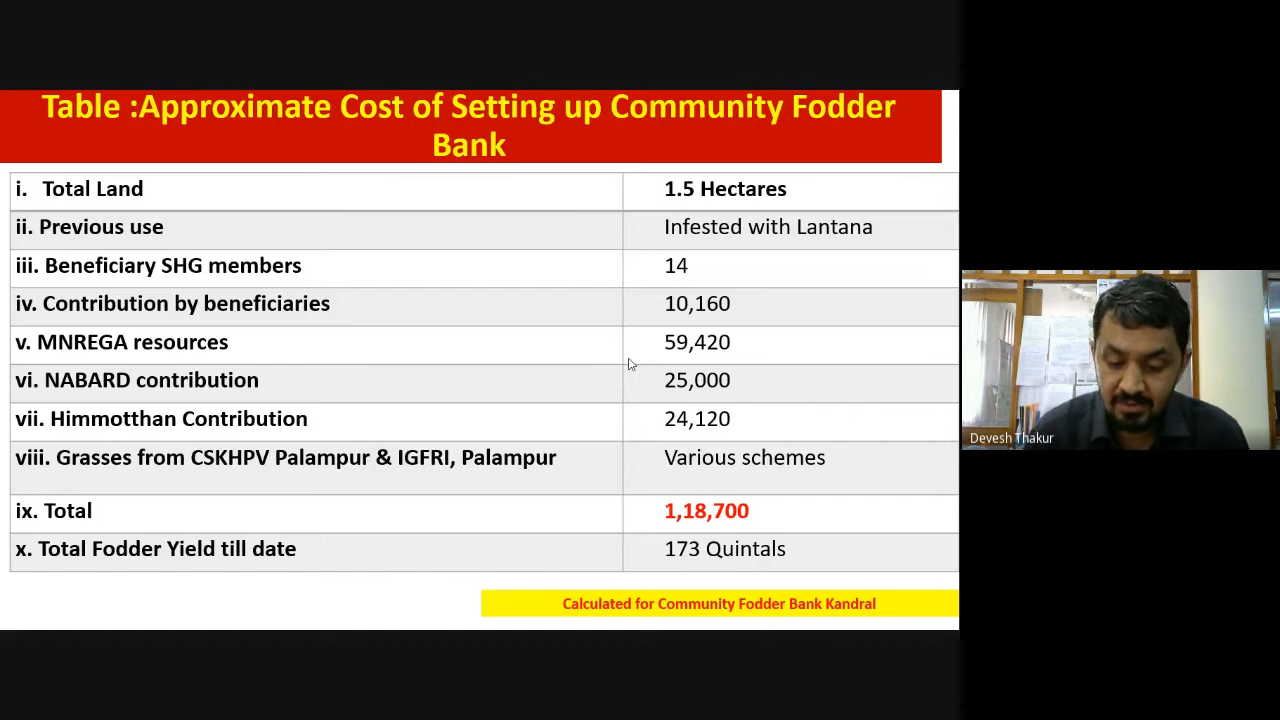 Table :Approximate Cost of Setting up Community Fodder
Bank
i. Total Land 1.5 Hectares
ii. Previous use Infested with Lantana
iii. Beneficiary SHG members 14
iv. Contribution by beneficiaries 10,160
v. MNREGA resources 59,420
vi. NABARD contribution 25,000
vii. Himmotthan Contribution 24,120
viii. Grasses from CSKHPV Palampur & IGFRI, Palampur Various schemes
ix. Total 1,18,700
x. Total Fodder Yield till date 173 Quintals
Calculated for Community Fodder Bank Kandral
Devesh Thakur